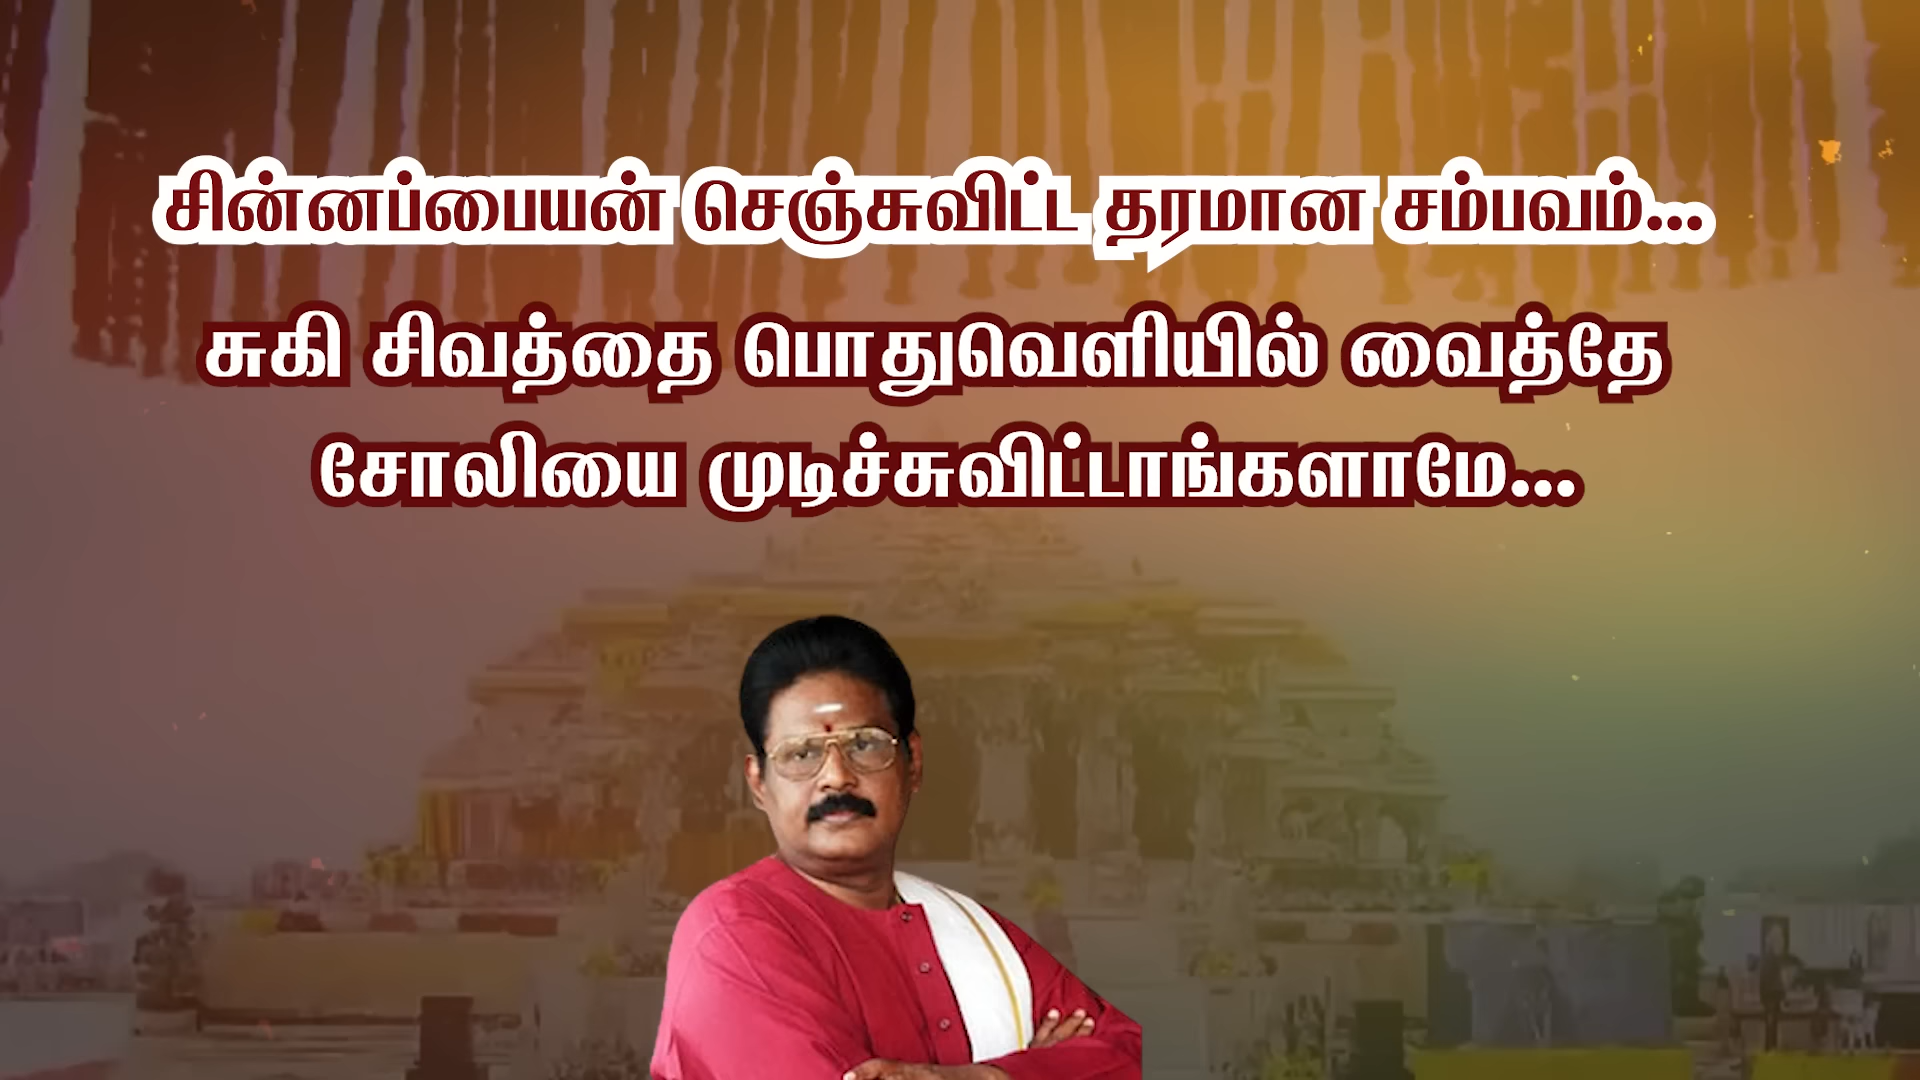 சின்னப்பையன் செஞ்சுவிட்ட தரமான சம்பவம்...
சுகி சிவத்தை பொதுவெளியில் வைத்தே
சோலியை முடிச்சுவிட்டாங்களாமே...